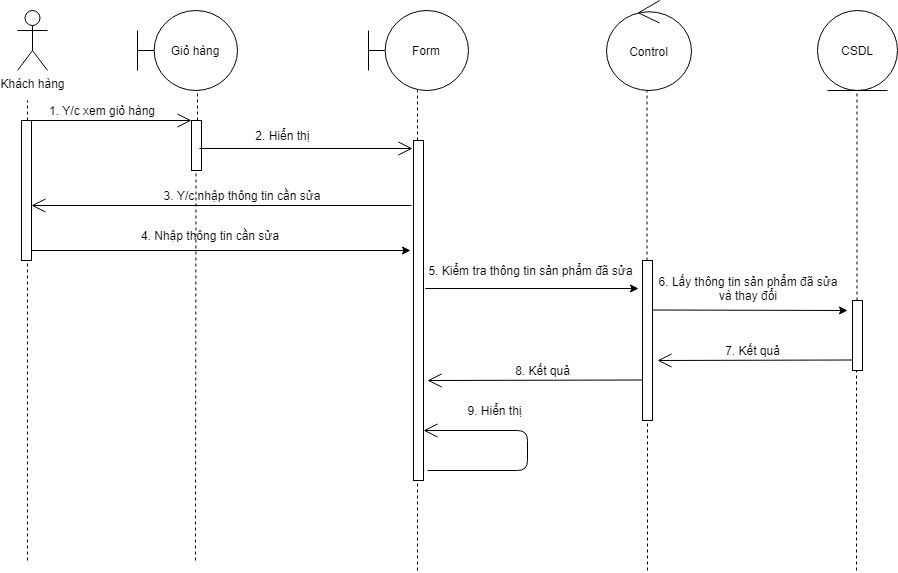 Giỏ hàng
Form
Control
CSDL
Khách hàng
1. Y/c xem giỏ hàng
2. Hiển thị
3. Y/c nhập thông tin cần sửa
4. Nhập thông tin cần sửa
5. Kiểm tra thông tin sản phẩm đã sửa
6. Lấy thông tin sản phẩm đã sửa
và thay đổi
7. Kết quả
8. Kết quả
9. Hiển thị